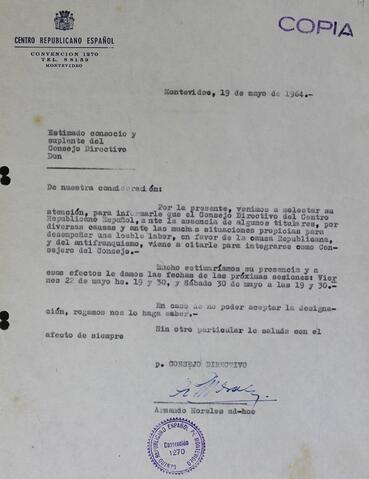 COPIA
CENTRO REPUBLICANO ESPAÑOL
CONVENCION 1270
TEL. 88159
MONTEVIDEO
Montevideo, 19 de mayo de 1964.-
Estimado consocio y
suplente del
Consejo Directivo
Don
De nuestra consideración:
Por la presente, venimos a solicitar su
atención, para informarle que el Consejo Directivo del Centro
Republicano Español, ante la ausencia de algunos titulares, por
diversas causas y ante las muchas situaciones propicias para
desempeñar una loable labor, en favor de la causa Republicana,
y del antifranquismo, viene a citarle para integrarse como Con-
sejero del Consejo.-
Mucho estimaríamos su presencia y a
esos efectos le damos las fechas de las próximas sesiones: Vier
nes 22 de mayo hs. 19 y 30, y Sábado 30 de mayo a las 19 y 30.-
En caso de no poder aceptar la designa-
ción, rogamos nos lo haga saber.-
Sin otro particular le saluda con el
afecto de siempre
p. CONSEJO DIRECTIVO
Armando Morales ad-hoc
CENTRO REPUBLICANO ESPAÑOL DE MONTEVIDEO
Convención
1270